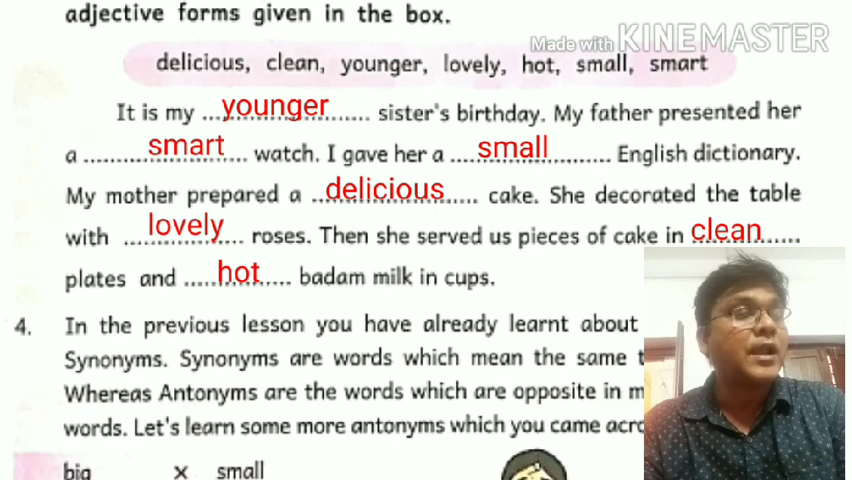 adjective forms given in the box.
Made with KINEMASTER
delicious, clean, younger, lovely, hot, small, smart
It is my ...younger... sister's birthday. My father presented her
a ...smart... watch. I gave her a ...small... English dictionary.
My mother prepared a ...delicious... cake. She decorated the table
with ...lovely... roses. Then she served us pieces of cake in ...clean...
plates and ...hot... badam milk in cups.
4. In the previous lesson you have already learnt about
Synonyms. Synonyms are words which mean the same
Whereas Antonyms are the words which are opposite in
words. Let's learn some more antonyms which you came
big x small